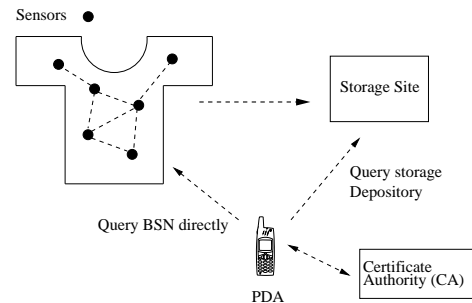 Sensors
Storage Site
Query storage
Depository
Query BSN directly
PDA
Certificate
Authority (CA)